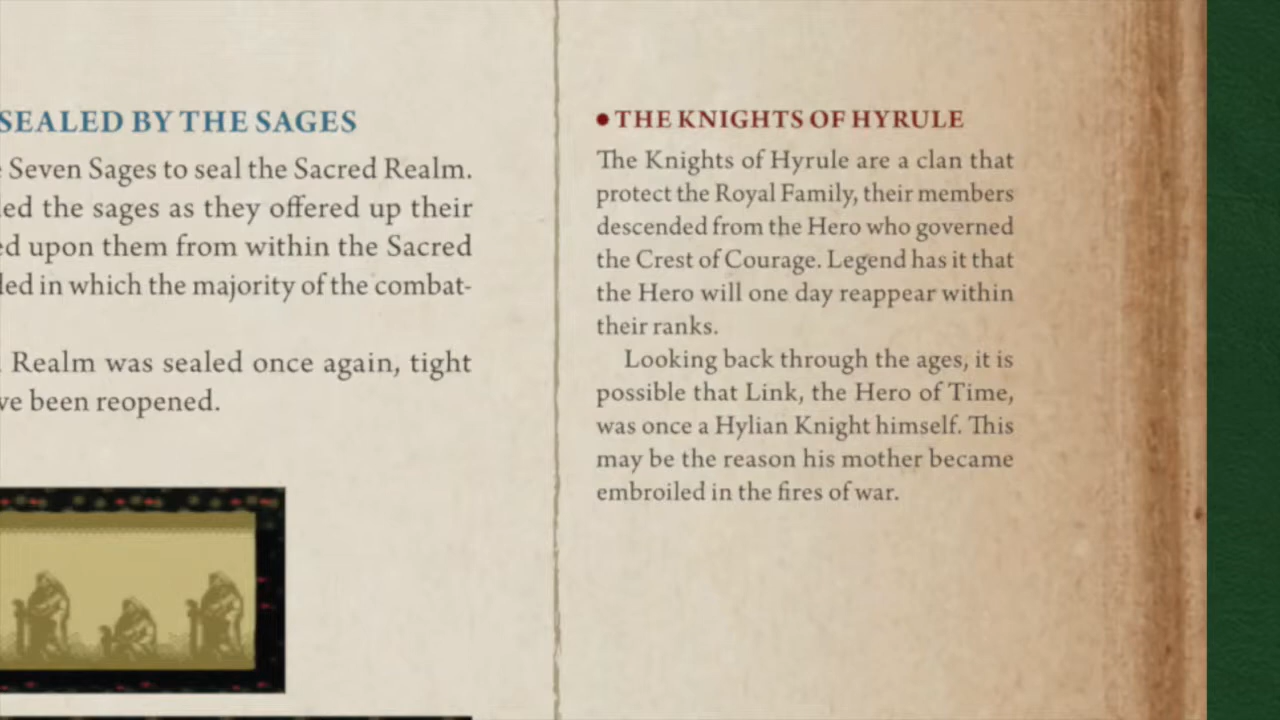 SEALED BY THE SAGES
Seven Sages to seal the Sacred Realm.
the sages as they offered up their
upon them from within the Sacred
in which the majority of the combat-
Realm was sealed once again, tight
been reopened.
• THE KNIGHTS OF HYRULE
The Knights of Hyrule are a clan that
protect the Royal Family, their members
descended from the Hero who governed
the Crest of Courage. Legend has it that
the Hero will one day reappear within
their ranks.
Looking back through the ages, it is
possible that Link, the Hero of Time,
was once a Hylian Knight himself. This
may be the reason his mother became
embroiled in the fires of war.